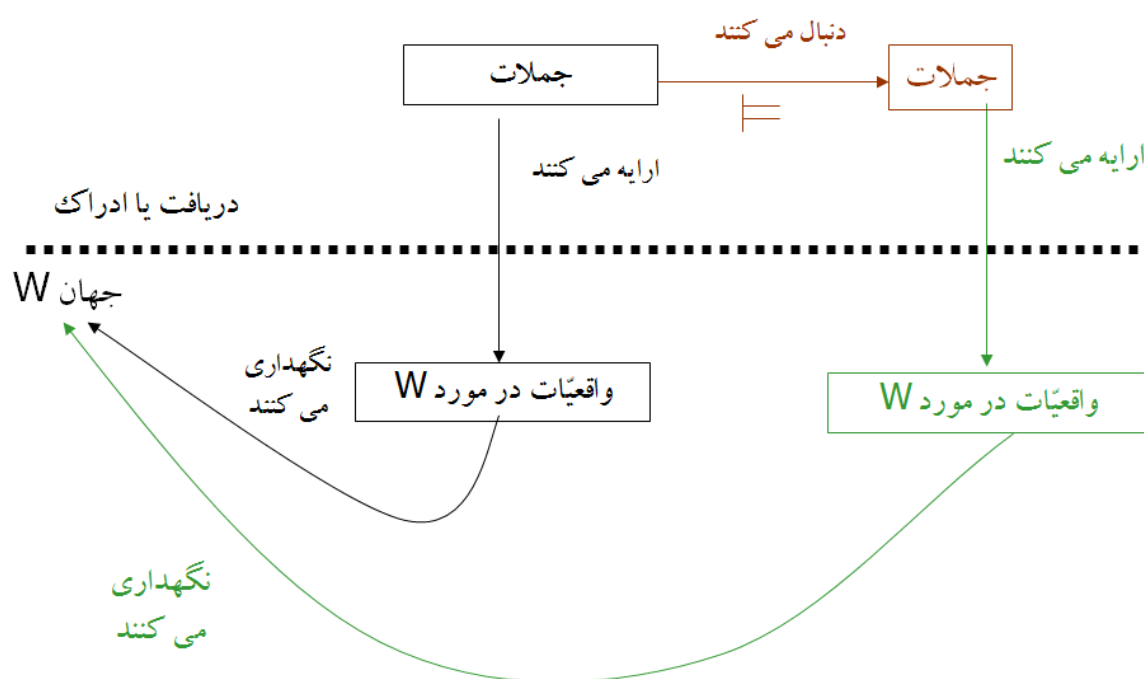 دنبال می کنند
جملات
جملات
ارایه می کنند
ارایه می کنند
دریافت یا ادراک
جهان W
نگهداری
می کنند
واقعیّات در مورد W
واقعیّات در مورد W
نگهداری
می کنند